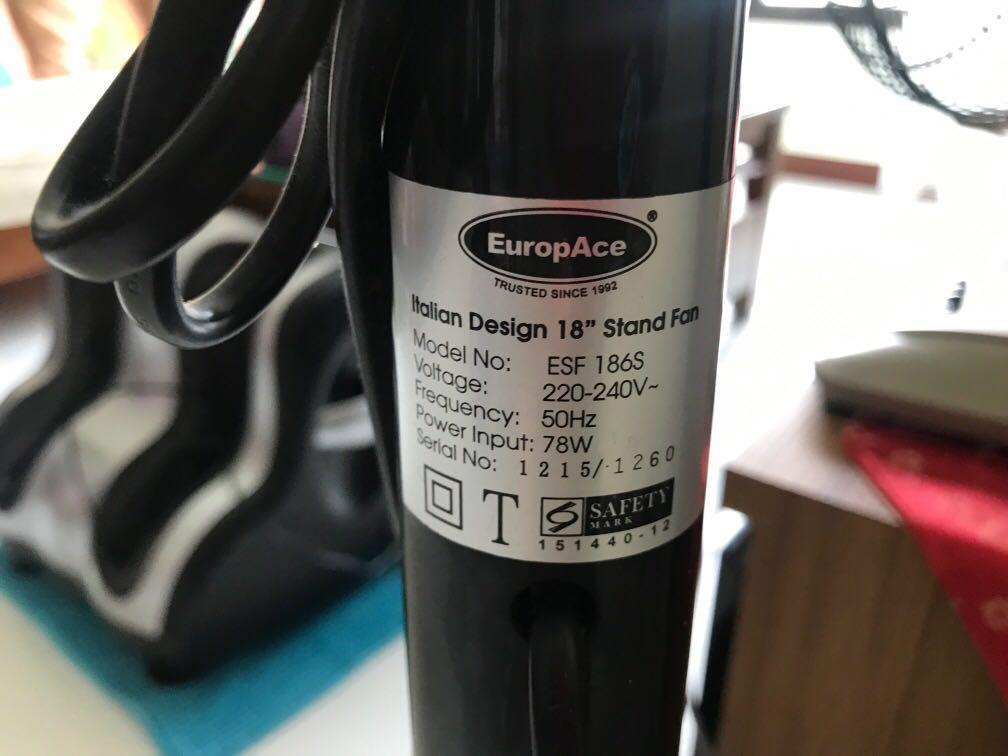 EuropAce®
TRUSTED SINCE 1992
Italian Design 18" Stand Fan
Model No: ESF 186S
Voltage: 220-240V~
Frequency: 50Hz
Power Input: 78W
Serial No: 1215/1260
T SAFETY
MARK
151440-12